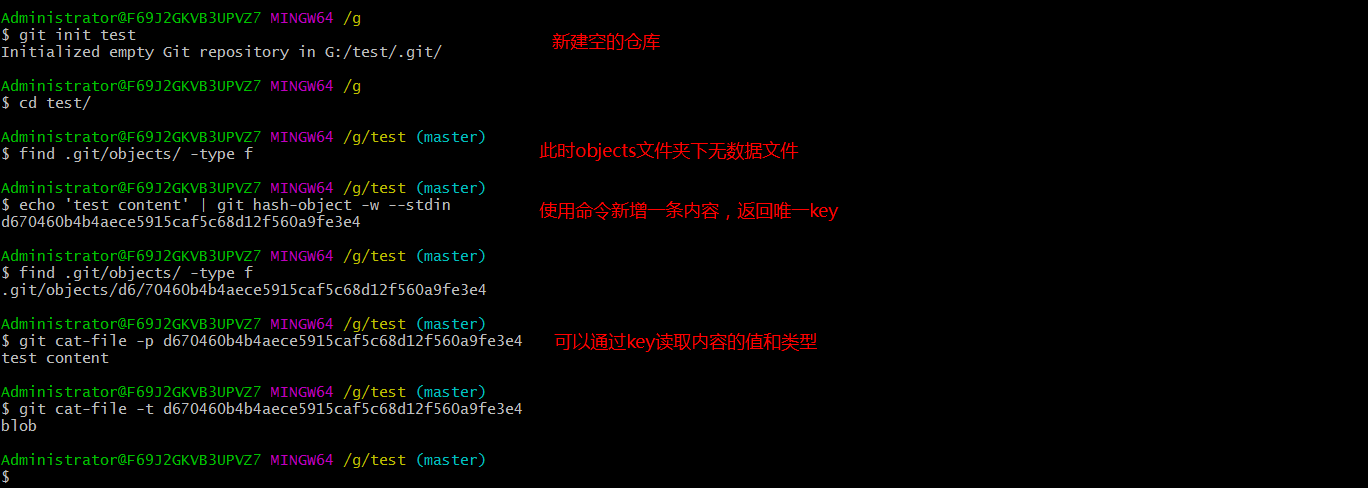 Administrator@F69J2GKVB3UPVZ7 MINGW64 /g
$ git init test
Initialized empty Git repository in G:/test/.git/
新建空的仓库
Administrator@F69J2GKVB3UPVZ7 MINGW64 /g
$ cd test/
Administrator@F69J2GKVB3UPVZ7 MINGW64 /g/test (master)
$ find .git/objects/ -type f
此时objects文件夹下无数据文件
Administrator@F69J2GKVB3UPVZ7 MINGW64 /g/test (master)
$ echo 'test content' | git hash-object -w --stdin
d670460b4b4aece5915caf5c68d12f560a9fe3e4
使用命令新增一条内容，返回唯一key
Administrator@F69J2GKVB3UPVZ7 MINGW64 /g/test (master)
$ find .git/objects/ -type f
.git/objects/d6/70460b4b4aece5915caf5c68d12f560a9fe3e4
Administrator@F69J2GKVB3UPVZ7 MINGW64 /g/test (master)
$ git cat-file -p d670460b4b4aece5915caf5c68d12f560a9fe3e4
可以通过key读取内容的值和类型
test content
Administrator@F69J2GKVB3UPVZ7 MINGW64 /g/test (master)
$ git cat-file -t d670460b4b4aece5915caf5c68d12f560a9fe3e4
blob
Administrator@F69J2GKVB3UPVZ7 MINGW64 /g/test (master)
$